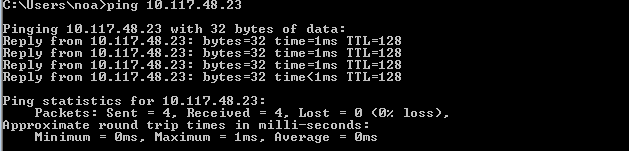 C:\Users\noa>ping 10.117.48.23
Pinging 10.117.48.23 with 32 bytes of data:
Reply from 10.117.48.23: bytes=32 time=1ms TTL=128
Reply from 10.117.48.23: bytes=32 time=1ms TTL=128
Reply from 10.117.48.23: bytes=32 time=1ms TTL=128
Reply from 10.117.48.23: bytes=32 time<1ms TTL=128
Ping statistics for 10.117.48.23:
Packets: Sent = 4, Received = 4, Lost = 0 (0% loss),
Approximate round trip times in milli-seconds:
Minimum = 0ms, Maximum = 1ms, Average = 0ms